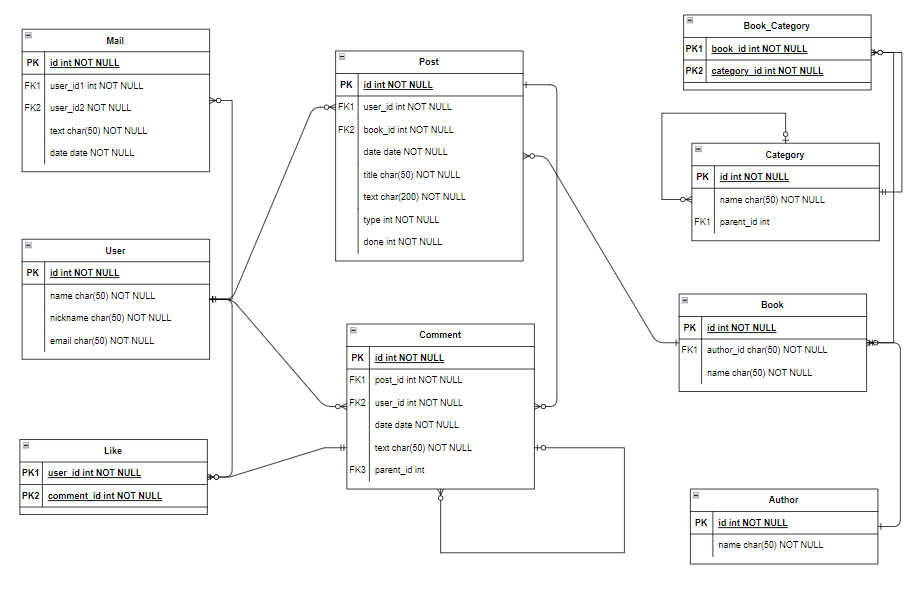 Mail
PK id int NOT NULL
FK1 user_id1 int NOT NULL
FK2 user_id2 NOT NULL
text char(50) NOT NULL
date date NOT NULL
User
PK id int NOT NULL
name char(50) NOT NULL
nickname char(50) NOT NULL
email char(50) NOT NULL
Like
PK1 user_id int NOT NULL
PK2 comment_id int NOT NULL
Post
PK id int NOT NULL
FK1 user_id int NOT NULL
FK2 book_id int NOT NULL
date date NOT NULL
title char(50) NOT NULL
text char(200) NOT NULL
type int NOT NULL
done int NOT NULL
Comment
PK id int NOT NULL
FK1 post_id int NOT NULL
FK2 user_id int NOT NULL
date date NOT NULL
text char(50) NOT NULL
FK3 parent_id int
Book_Category
PK1 book_id int NOT NULL
PK2 category_id int NOT NULL
Category
PK id int NOT NULL
name char(50) NOT NULL
FK1 parent_id int
Book
PK id int NOT NULL
FK1 author_id char(50) NOT NULL
name char(50) NOT NULL
Author
PK id int NOT NULL
name char(50) NOT NULL